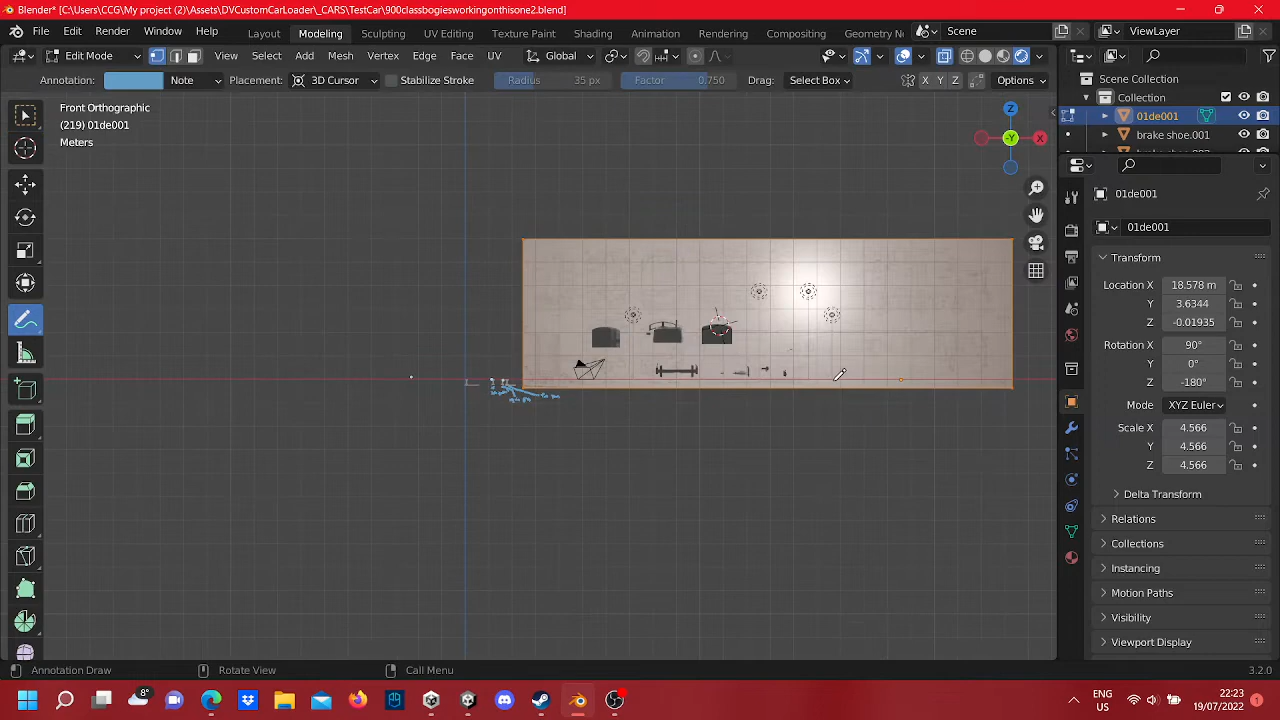 Blender* [C:\Users\CCG\My project (2)\Assets\DVCustomCarLoader\_CARS\TestCar\900classbogiesworkingonthisone2.blend]
File Edit Render Window Help Layout Modeling Sculpting UV Editing Texture Paint Shading Animation Rendering Compositing Geometry N Scene ViewLayer
Edit Mode View Select Add Mesh Vertex Edge Face UV Global
Annotation: Note Placement: 3D Cursor Stabilize Stroke Radius 35 px Factor 0.750 Drag: Select Box X Y Z Options
Front Orthographic
(219) 01de001
Meters
Z
-Y
X
Scene Collection
Collection
01de001
brake shoe.001
01de001
01de001
Transform
Location X 18.578 m
Y 3.6344
Z -0.01935
Rotation X 90°
Y 0°
Z -180°
Mode XYZ Euler
Scale X 4.566
Y 4.566
Z 4.566
Delta Transform
Relations
Collections
Instancing
Motion Paths
Visibility
Viewport Display
Annotation Draw Rotate View Call Menu 3.2.0
8°
ENG
US
22:23
19/07/2022
1